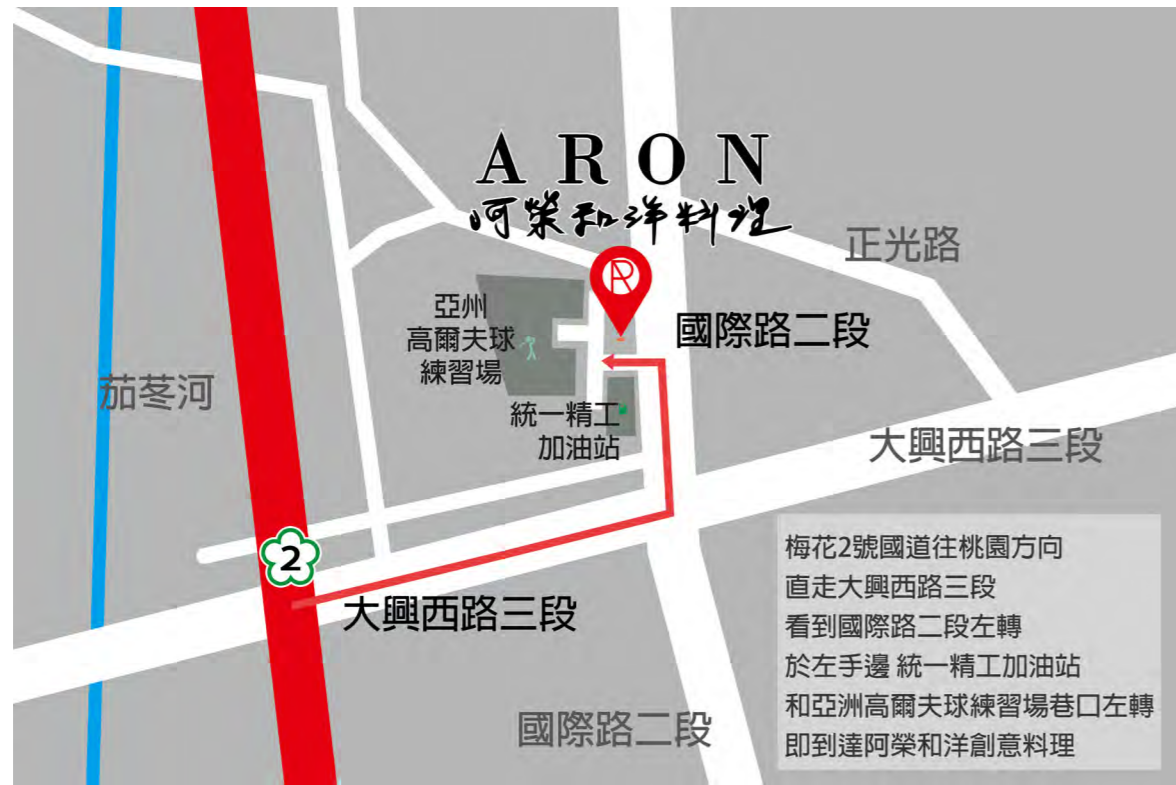 ARON
阿榮和洋料理
正光路
國際路二段
亞州
高爾夫球
練習場
茄苳河
統一精工
加油站
大興西路三段
2
大興西路三段
國際路二段
梅花2號國道往桃園方向
直走大興西路三段
看到國際路二段左轉
於左手邊 統一精工加油站
和亞洲高爾夫球練習場巷口左轉
即到達阿榮和洋創意料理